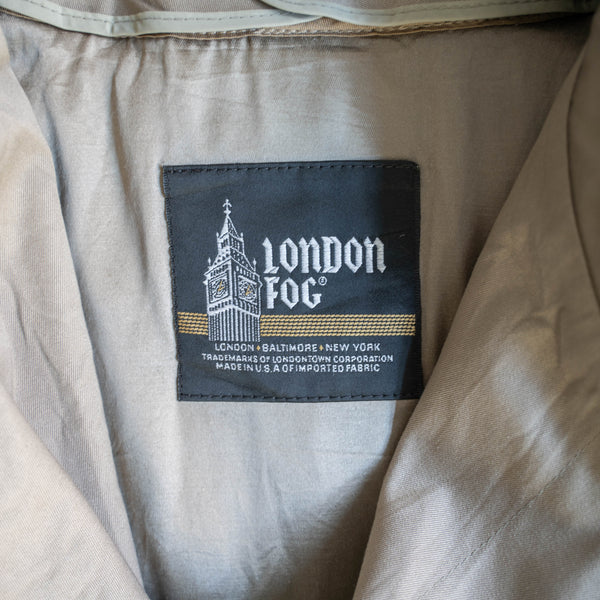 LONDON
FOG®
LONDON • BALTIMORE • NEW YORK
TRADEMARKS OF LONDONTOWN CORPORATION
MADE IN U.S.A OF IMPORTED FABRIC